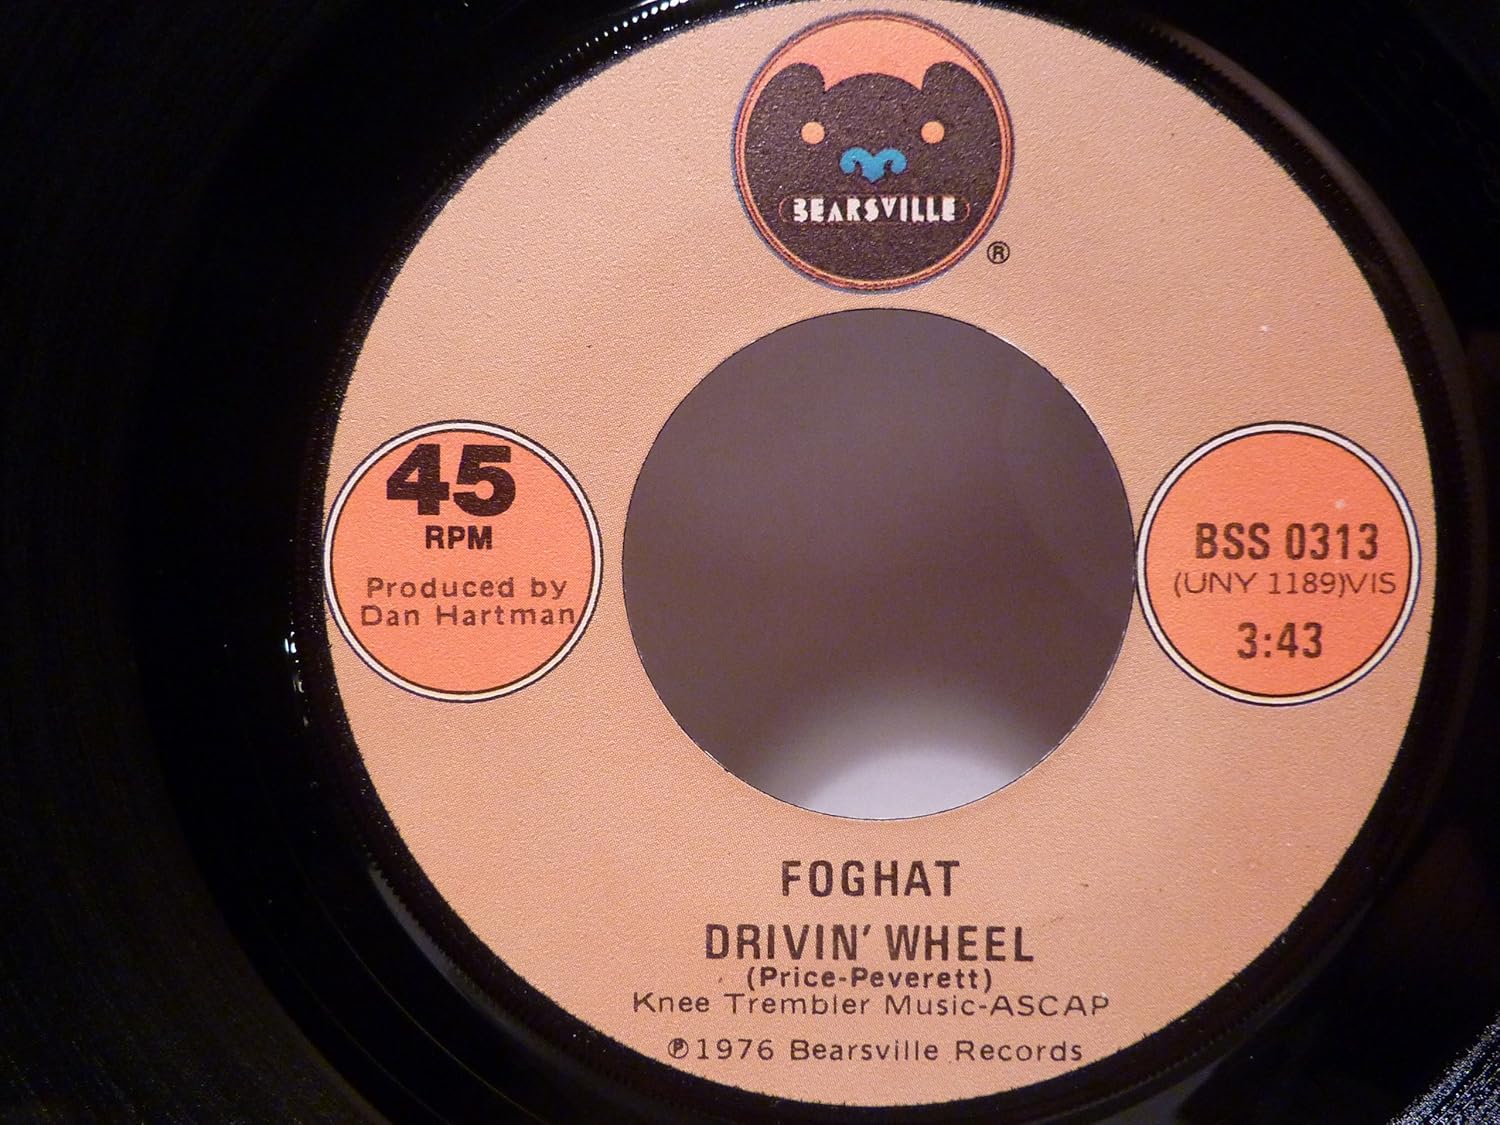 BEARSVILLE
®
45
RPM
Produced by
Dan Hartman
BSS 0313
(UNY 1189)VIS
3:43
FOGHAT
DRIVIN' WHEEL
(Price-Peverett)
Knee Trembler Music-ASCAP
℗1976 Bearsville Records